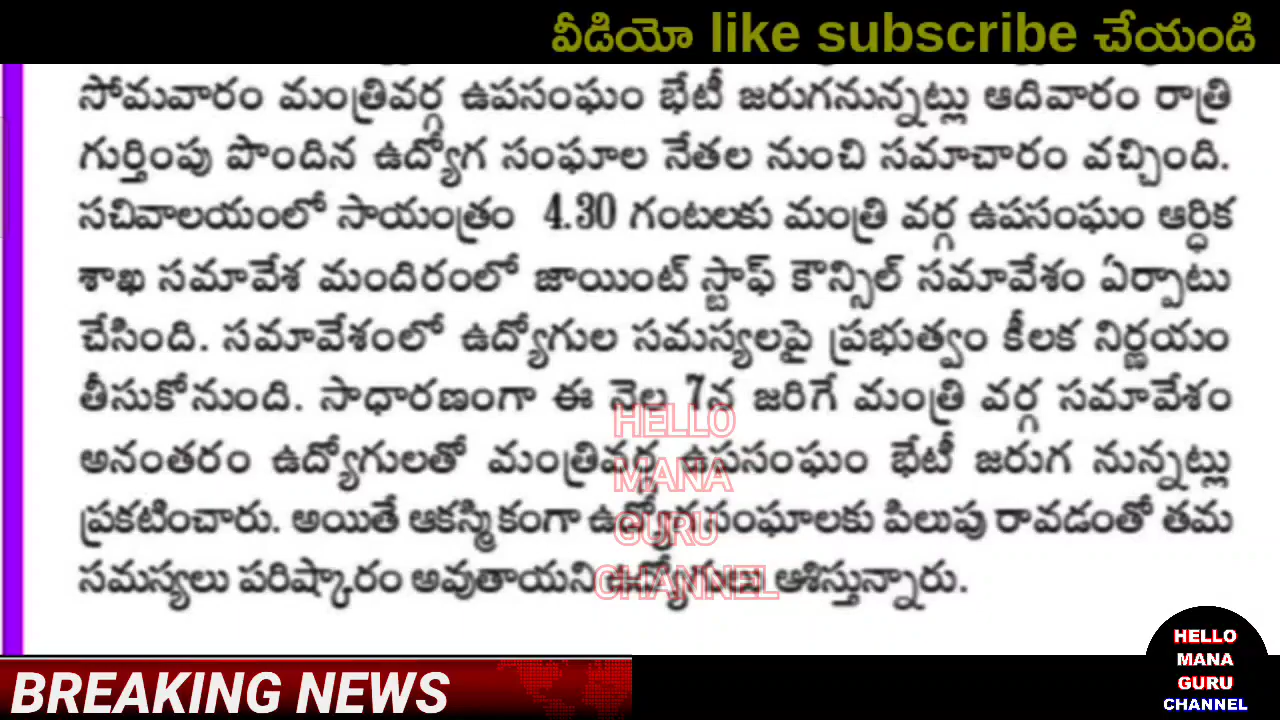 వీడియో like subscribe చేయండి
సోమవారం మంత్రివర్గ ఉపసంఘం భేటీ జరుగనున్నట్లు ఆదివారం రాత్రి
గుర్తింపు పొందిన ఉద్యోగ సంఘాల నేతల నుంచి సమాచారం వచ్చింది.
సచివాలయంలో సాయంత్రం 4.30 గంటలకు మంత్రి వర్గ ఉపసంఘం ఆర్ధిక
శాఖ సమావేశ మందిరంలో జాయింట్ స్టాఫ్ కౌన్సిల్ సమావేశం ఏర్పాటు
చేసింది. సమావేశంలో ఉద్యోగుల సమస్యలపై ప్రభుత్వం కీలక నిర్ణయం
తీసుకోనుంది. సాధారణంగా ఈ నెల 7న జరిగే మంత్రి వర్గ సమావేశం
అనంతరం ఉద్యోగులతో మంత్రివర్గ ఉపసంఘం భేటీ జరుగ నున్నట్లు
ప్రకటించారు. అయితే ఆకస్మికంగా ఉద్యోగ సంఘాలకు పిలుపు రావడంతో తమ
సమస్యలు పరిష్కారం అవుతాయని ఉద్యోగులు ఆశిస్తున్నారు.
HELLO
MANA
GURU
CHANNEL
BREAKING NEWS
HELLO
MANA
GURU
CHANNEL